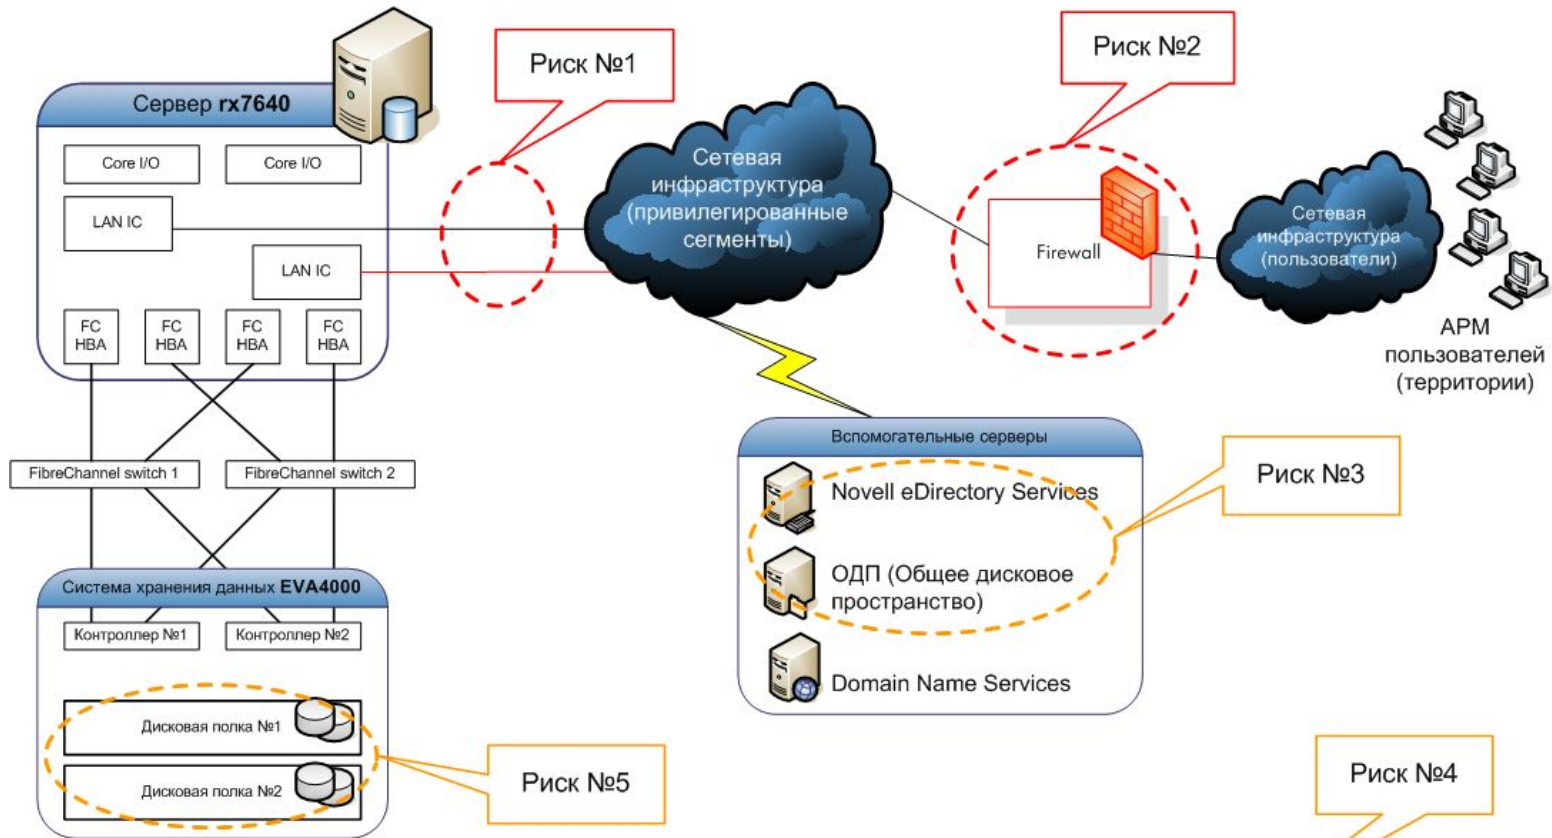 Риск №1
Риск №2
Сервер rx7640
Core I/O
Core I/O
LAN IC
LAN IC
FC
HBA
FC
HBA
FC
HBA
FC
HBA
Сетевая
инфраструктура
(привилегированные
сегменты)
Firewall
Сетевая
инфраструктура
(пользователи)
АРМ
пользователей
(территории)
FibreChannel switch 1
FibreChannel switch 2
Вспомогательные серверы
Novell eDirectory Services
ОДП (Общее дисковое
пространство)
Domain Name Services
Риск №3
Система хранения данных EVA4000
Контроллер №1
Контроллер №2
Дисковая полка №1
Дисковая полка №2
Риск №5
Риск №4